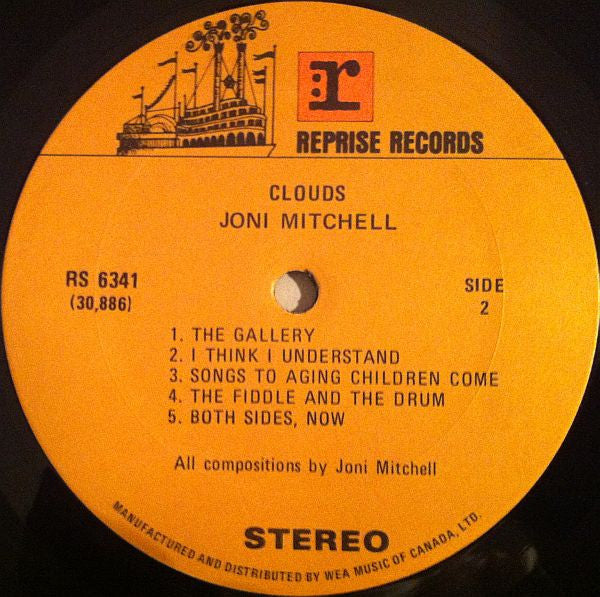 r
REPRISE RECORDS
CLOUDS
JONI MITCHELL
RS 6341
(30,886)
SIDE
2
1. THE GALLERY
2. I THINK I UNDERSTAND
3. SONGS TO AGING CHILDREN COME
4. THE FIDDLE AND THE DRUM
5. BOTH SIDES, NOW
All compositions by Joni Mitchell
STEREO
MANUFACTURED AND DISTRIBUTED BY WEA MUSIC OF CANADA, LTD.